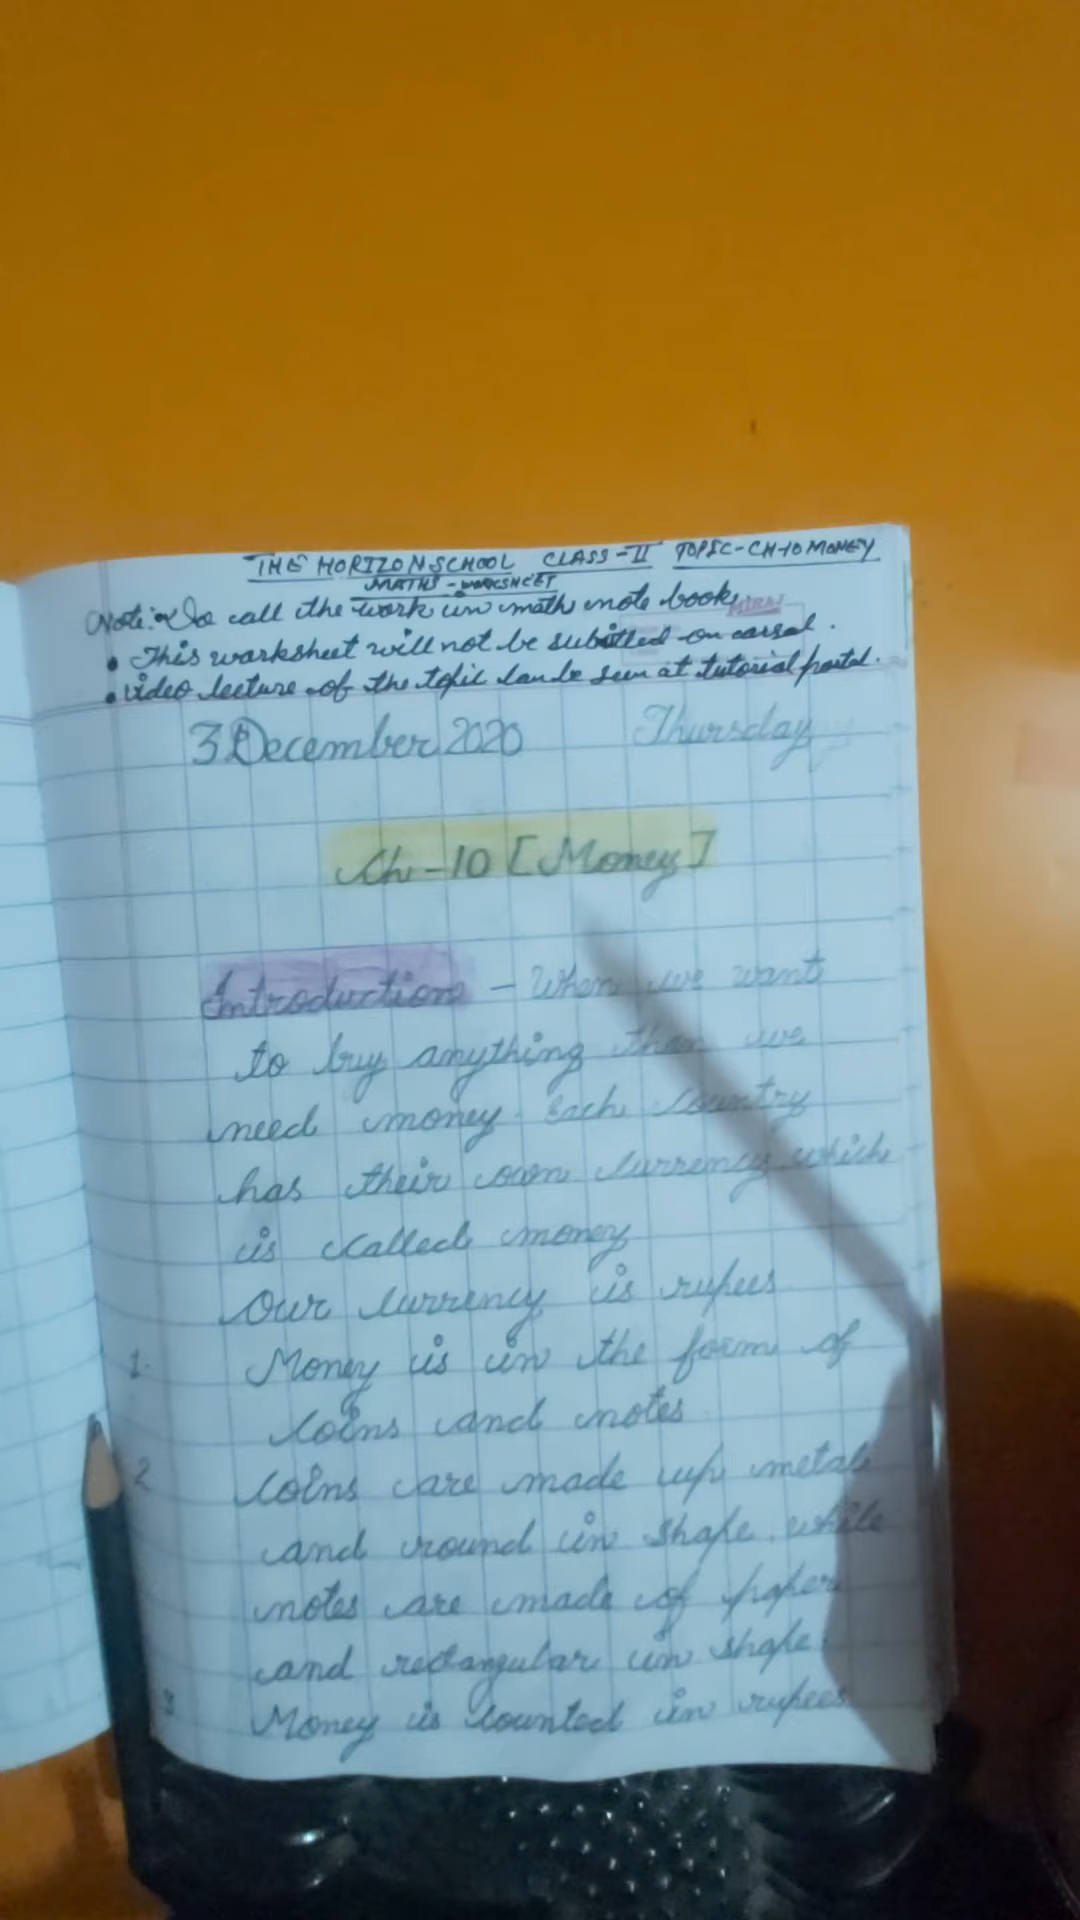 THE HORIZON SCHOOL CLASS-II TOPIC-CH-10 MONEY
MATHS-WORKSHEET
Note:- Do all the work in math note book.
• This warksheet will not be submitted on carsal.
• Video lecture of the topic can be seen at tutorial portal.
3 December 2020 Thursday
Ch-10 [Money]
Introduction - When we want
to buy anything than we
need money. Each country
has their own currency which
is called money
Our currency is rupees.
1. Money is in the form of
coins and notes
2 Coins are made up metal
and round in shape while
notes are made of paper
and rectangular in shape.
3 Money is counted in rupees